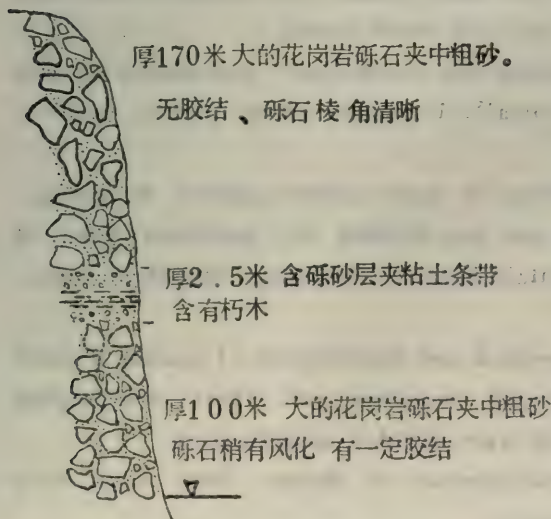 厚170米大的花岗岩砾石夹中粗砂。
无胶结、砾石棱角清晰
厚2.5米 含砾砂层夹粘土条带
含有朽木
厚100米 大的花岗岩砾石夹中粗砂
砾石稍有风化 有一定胶结